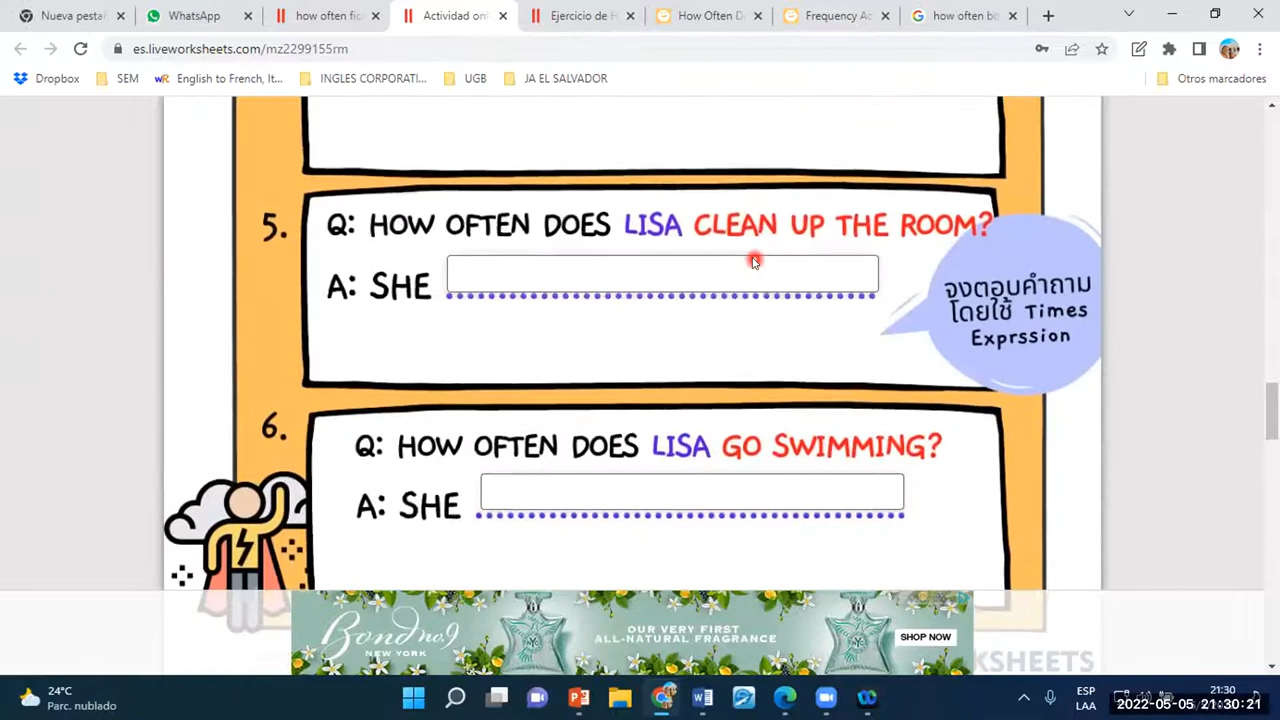 Nueva pestañ
WhatsApp
how often fic
Actividad onl
Ejercicio de H
How Often D
Frequency Ac
how often bo
es.liveworksheets.com/mz2299155rm
Dropbox
SEM
English to French, It...
INGLES CORPORATI...
UGB
JA EL SALVADOR
Otros marcadores
5.
Q: HOW OFTEN DOES LISA CLEAN UP THE ROOM?
A: SHE
จงตอบคำถาม
โดยใช้ Times
Exprssion
6.
Q: HOW OFTEN DOES LISA GO SWIMMING?
A: SHE
Bond no.9
NEW YORK
OUR VERY FIRST
ALL-NATURAL FRAGRANCE
SHOP NOW
KSHEETS
24°C
Parc. nublado
ESP
LAA
21:30
2022-05-05 21:30:21